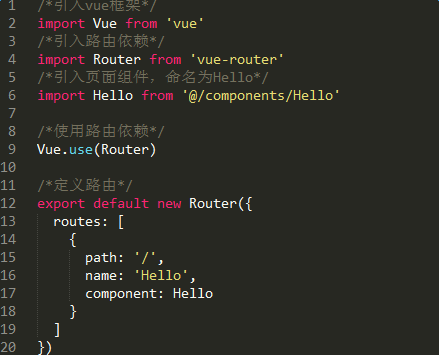 1 /*引入vue框架*/
2 import Vue from 'vue'
3 /*引入路由依赖*/
4 import Router from 'vue-router'
5 /*引入页面组件，命名为Hello*/
6 import Hello from '@/components/Hello'
7
8 /*使用路由依赖*/
9 Vue.use(Router)
10
11 /*定义路由*/
12 export default new Router({
13   routes: [
14     {
15       path: '/',
16       name: 'Hello',
17       component: Hello
18     }
19   ]
20 })